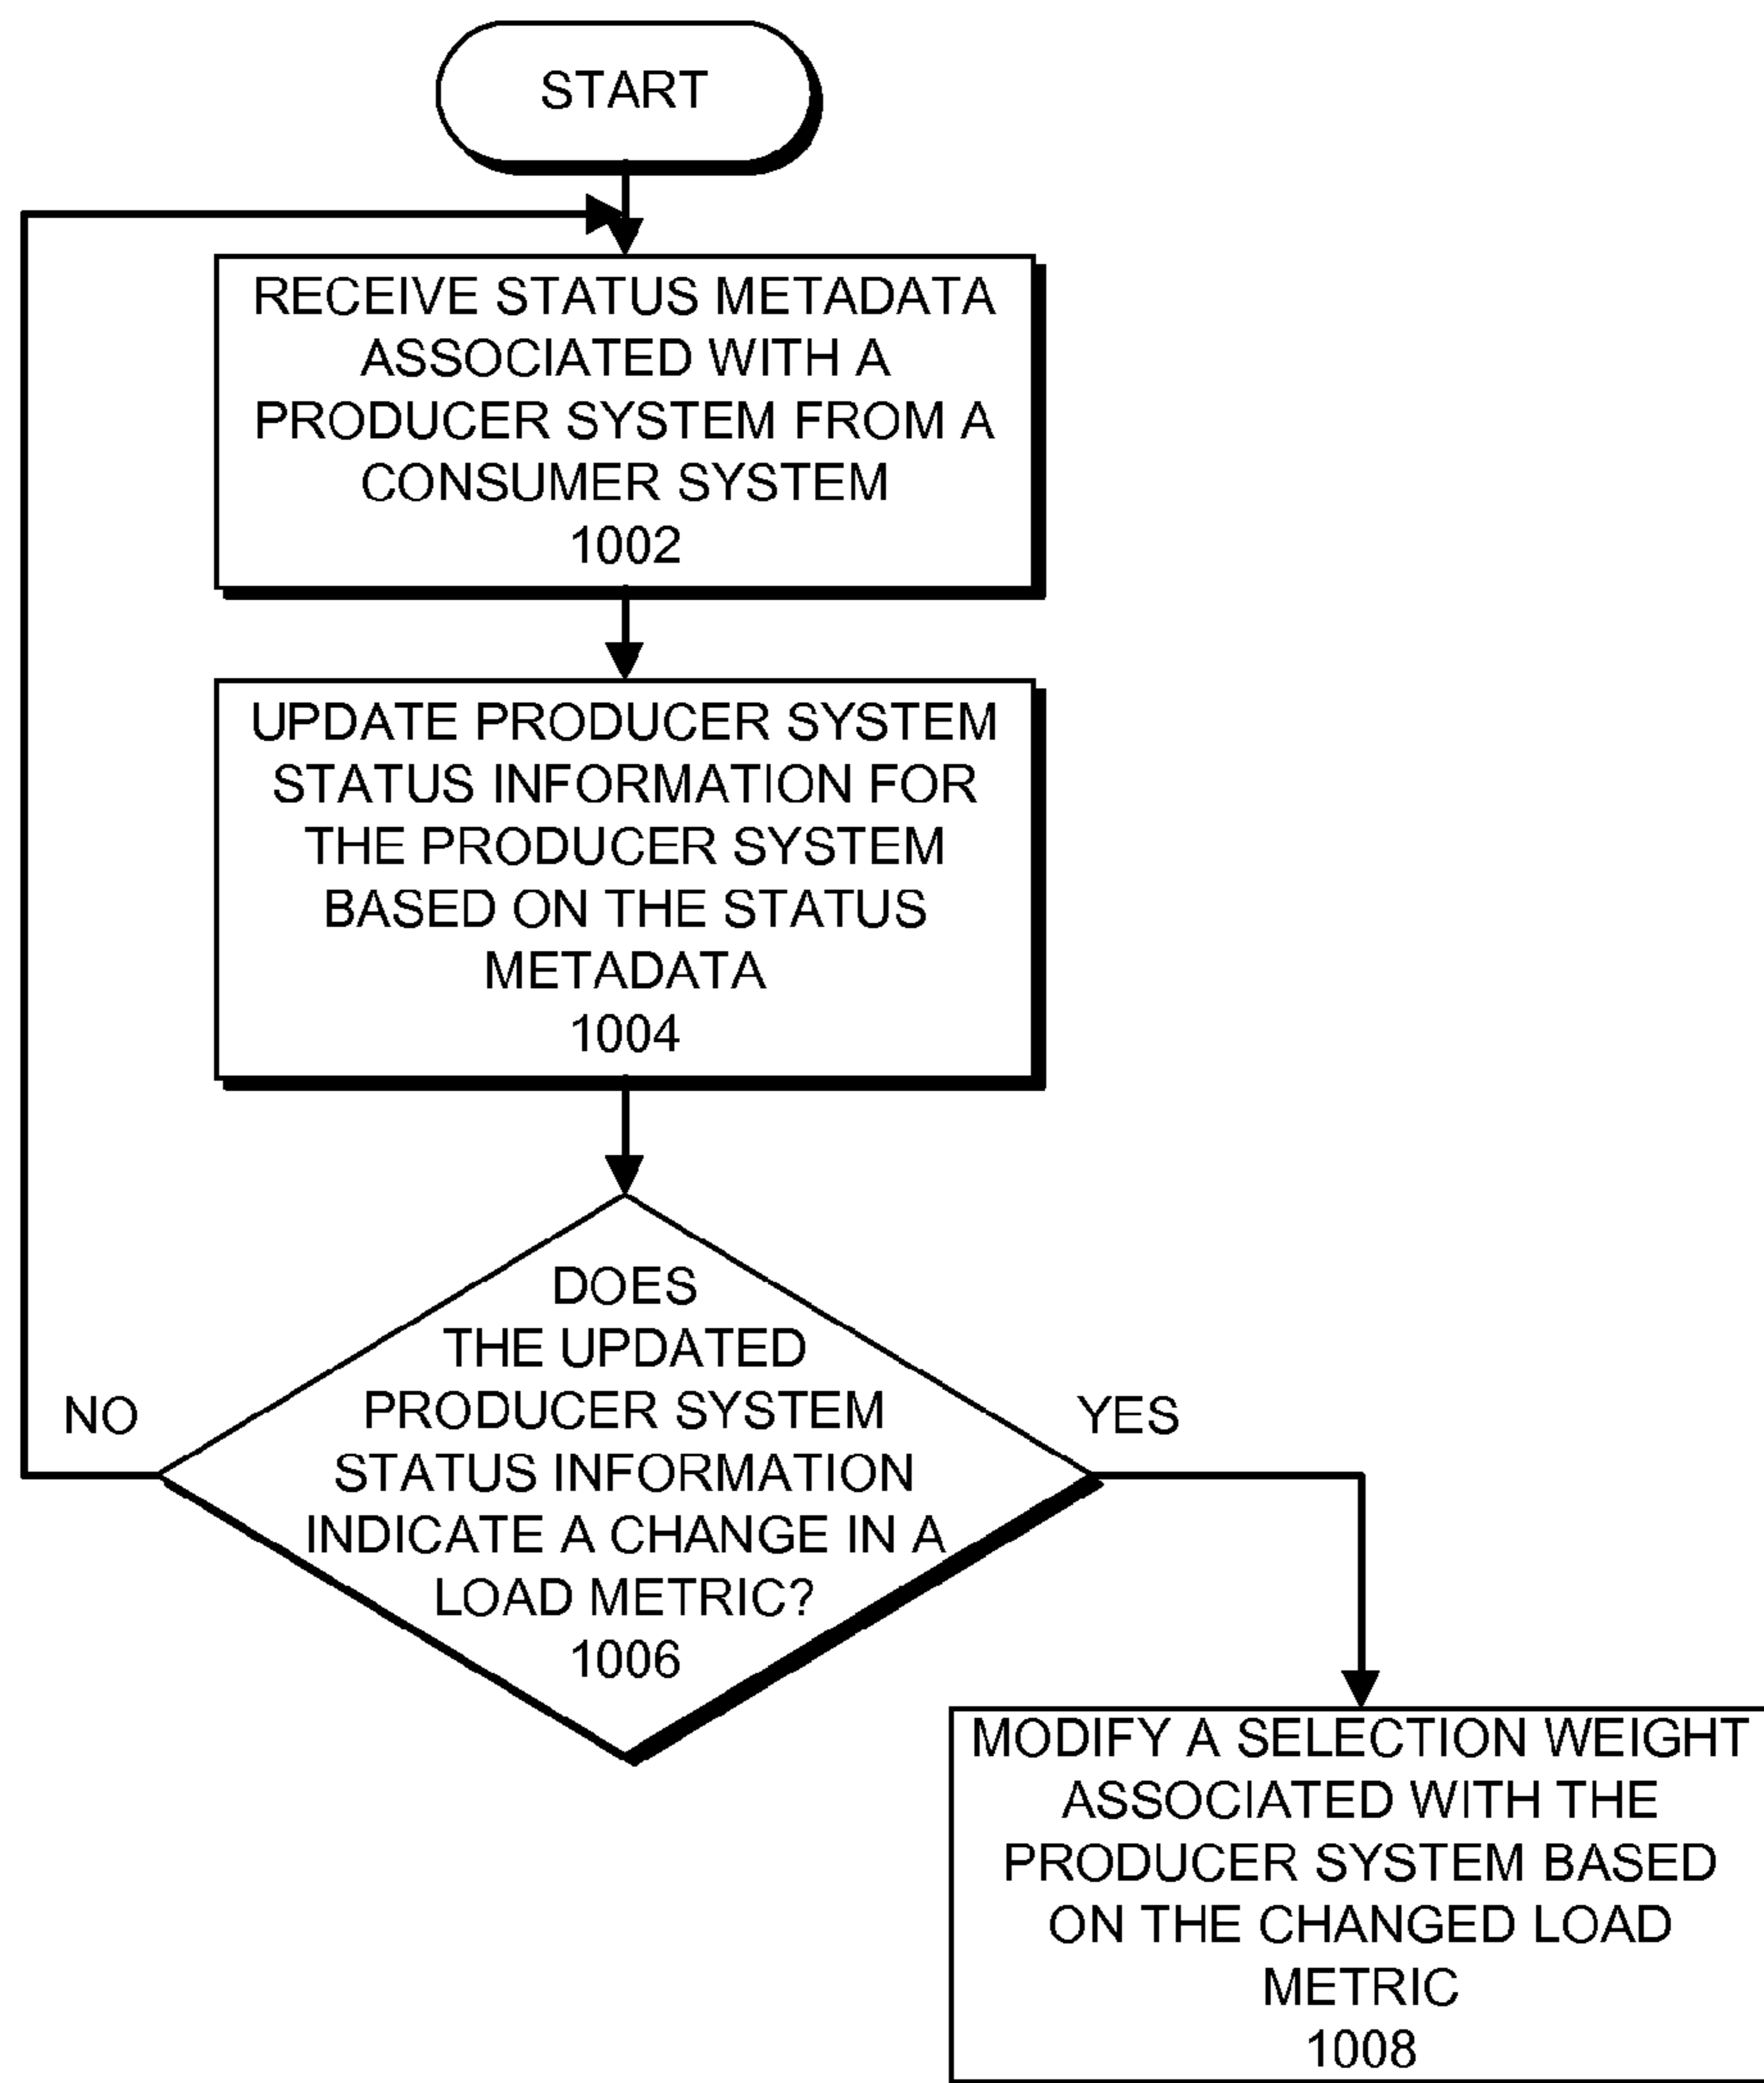 START
RECEIVE STATUS METADATA
ASSOCIATED WITH A
PRODUCER SYSTEM FROM A
CONSUMER SYSTEM
1002
UPDATE PRODUCER SYSTEM
STATUS INFORMATION FOR
THE PRODUCER SYSTEM
BASED ON THE STATUS
METADATA
1004
DOES
THE UPDATED
PRODUCER SYSTEM
STATUS INFORMATION
INDICATE A CHANGE IN A
LOAD METRIC?
1006
NO
YES
MODIFY A SELECTION WEIGHT
ASSOCIATED WITH THE
PRODUCER SYSTEM BASED
ON THE CHANGED LOAD
METRIC
1008